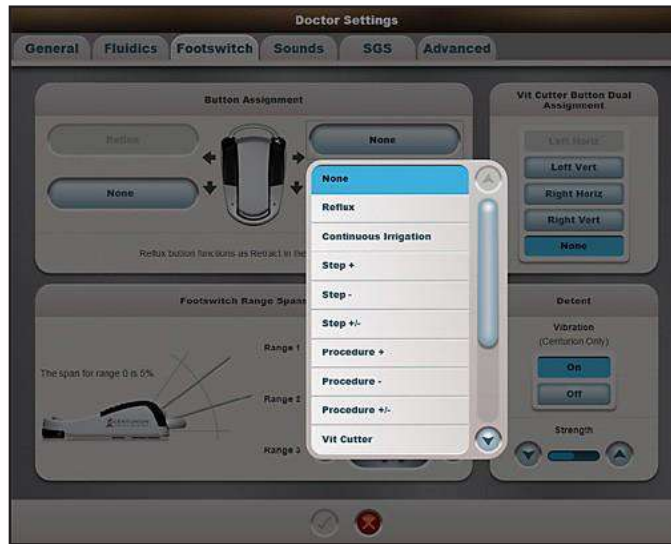 Doctor Settings
General Fluidics Footswitch Sounds SGS Advanced
Button Assignment
Reflux
None
None
Reflux button functions as Retract in the
Vit Cutter Button Dual
Assignment
Left Horiz
Left Vert
Right Horiz
Right Vert
None
None
Reflux
Continuous Irrigation
Step +
Step -
Step +/-
Procedure +
Procedure -
Procedure +/-
Vit Cutter
Footswitch Range Spans
The span for range 0 is 5%.
CENTURION
Range 1
Range 2
Range 3
Detent
Vibration
(Centurion Only)
On
Off
Strength